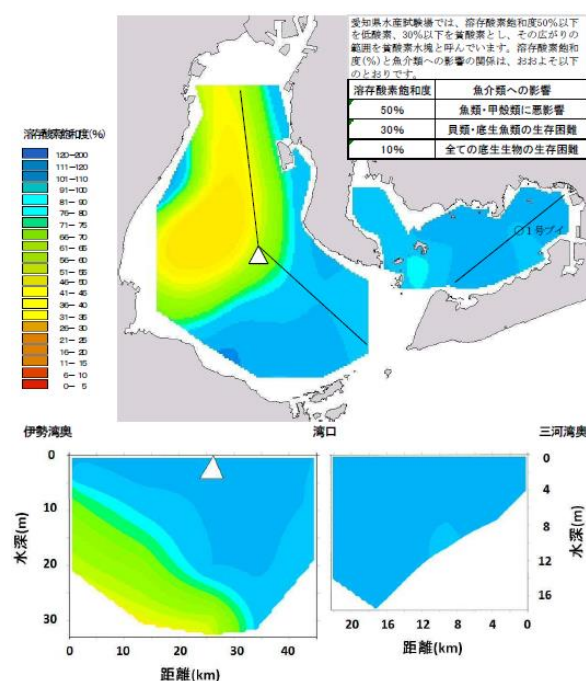 愛知県水産試験場では、溶存酸素飽和度50%以下
を低酸素、30%以下を貧酸素とし、その広がりの
範囲を貧酸素水塊と呼んでいます。溶存酸素飽和
度(%)と魚介類への影響の関係は、おおよそ以下
のとおりです。
溶存酸素飽和度 魚介類への影響
50% 魚類・甲殻類に悪影響
30% 貝類・底生魚類の生存困難
10% 全ての底生生物の生存困難
溶存酸素飽和度(%)
120-200
111-120
101-110
91-100
81-90
76-80
71-75
66-70
61-65
56-60
51-55
46-50
41-45
36-40
31-35
26-30
21-25
16-20
11-15
6-10
0-5
○1号ブイ
伊勢湾奥 湾口 三河湾奥
水深(m)
0
10
20
30
0 10 20 30 40
距離(km)
0
4
8
12
16
水深(m)
20 16 12 8 4 0
距離(km)